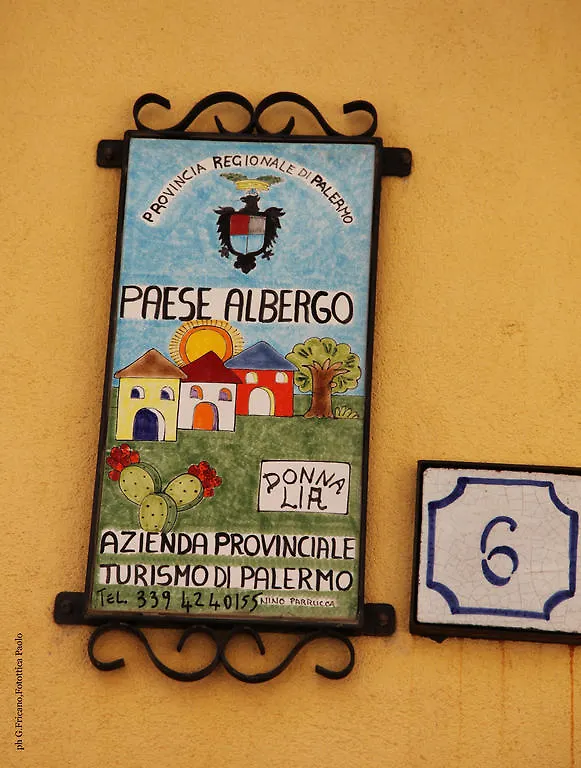 PROVINCIA REGIONALE DI PALERMO
PAESE ALBERGO
DONNA
LIA
AZIENDA PROVINCIALE
TURISMO DI PALERMO
TEL 339 4240155 NINO PARRUCCA
6
ph G.Fricano,Fotottica Paolo